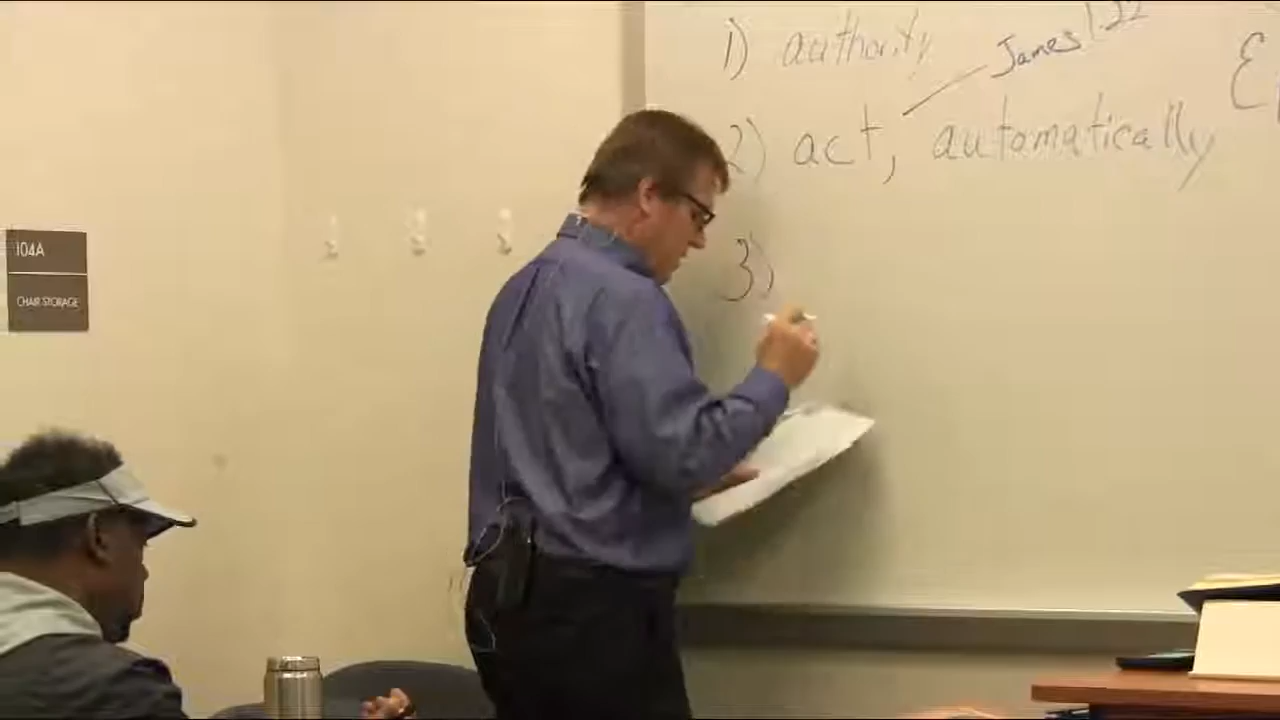 1) authority
James 1:22
2) act, automatically
3)
104A
CHAIR STORAGE